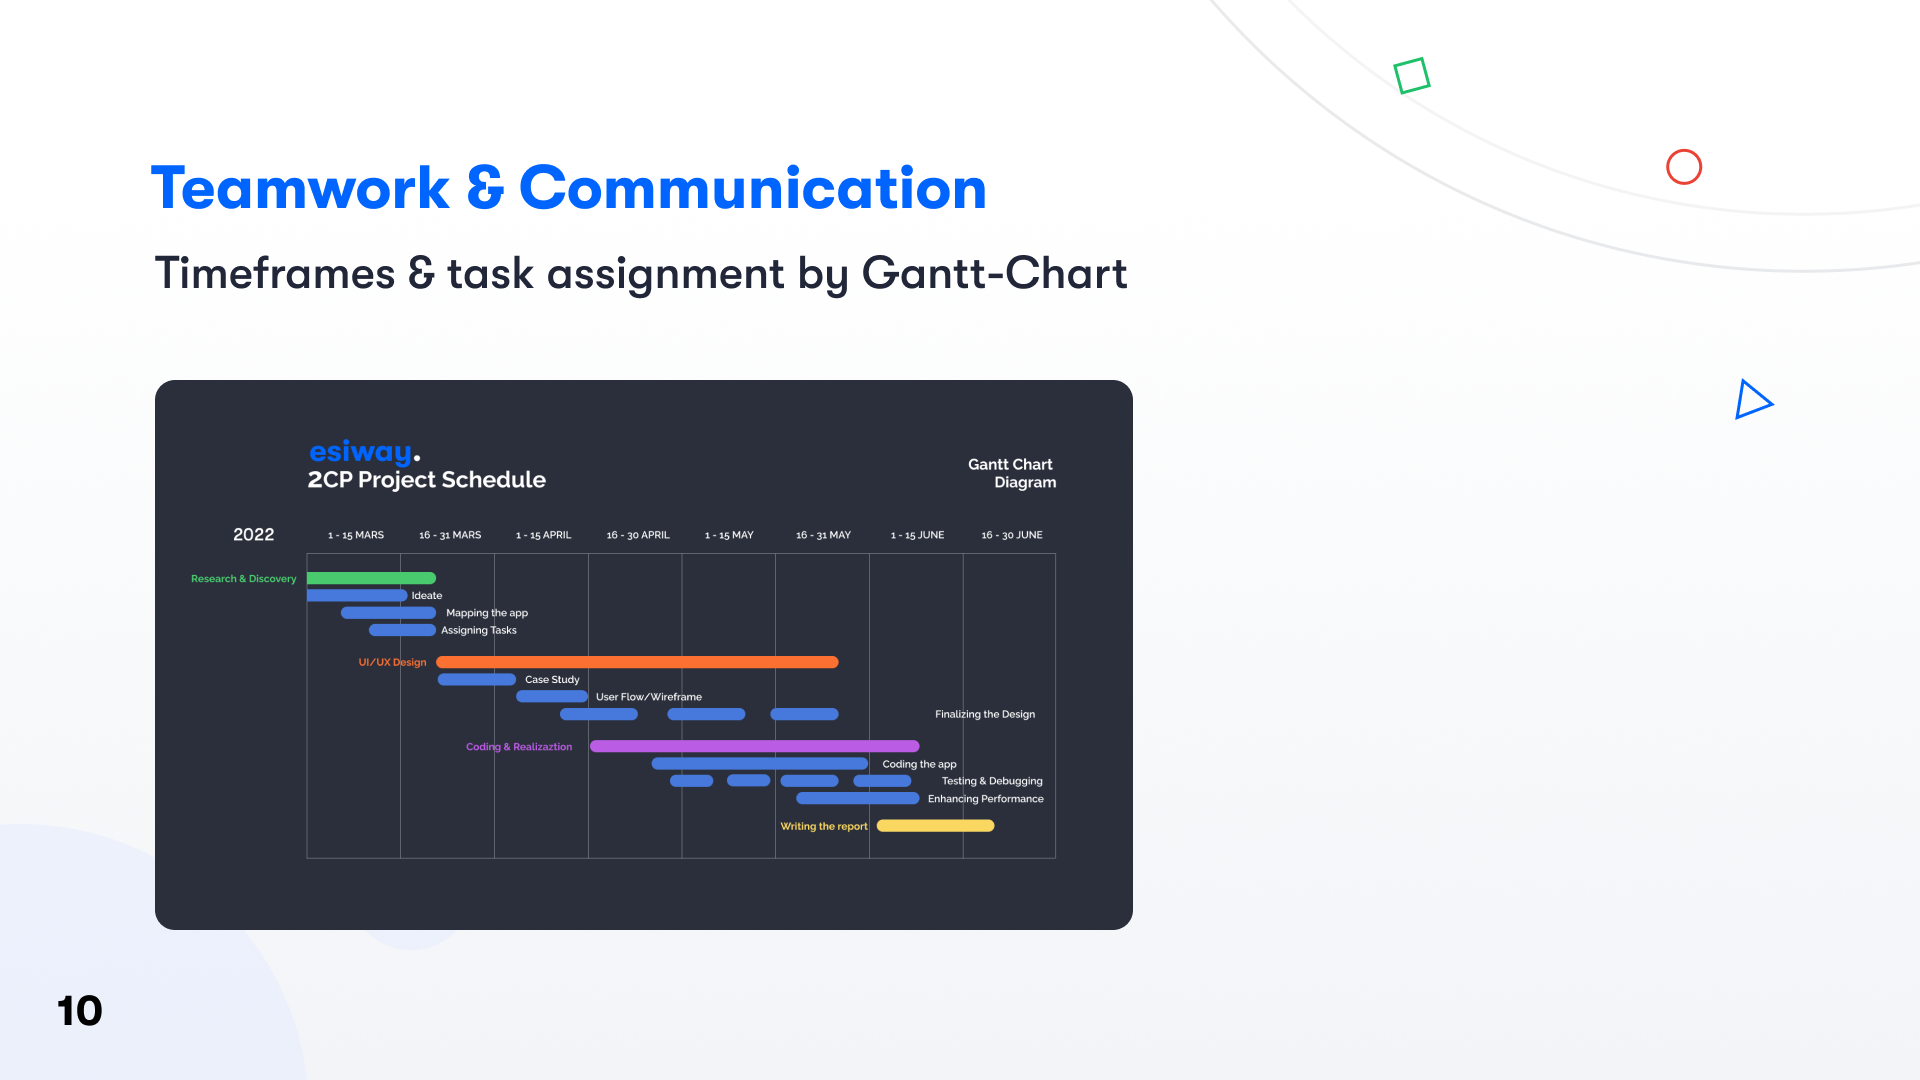 Teamwork & Communication
Timeframes & task assignment by Gantt-Chart
esiway.
2CP Project Schedule
Gantt Chart
Diagram
2022
1 - 15 MARS
16 - 31 MARS
1 - 15 APRIL
16 - 30 APRIL
1 - 15 MAY
16 - 31 MAY
1 - 15 JUNE
16 - 30 JUNE
Research & Discovery
Ideate
Mapping the app
Assigning Tasks
UI/UX Design
Case Study
User Flow/Wireframe
Finalizing the Design
Coding & Realizaztion
Coding the app
Testing & Debugging
Enhancing Performance
Writing the report
10